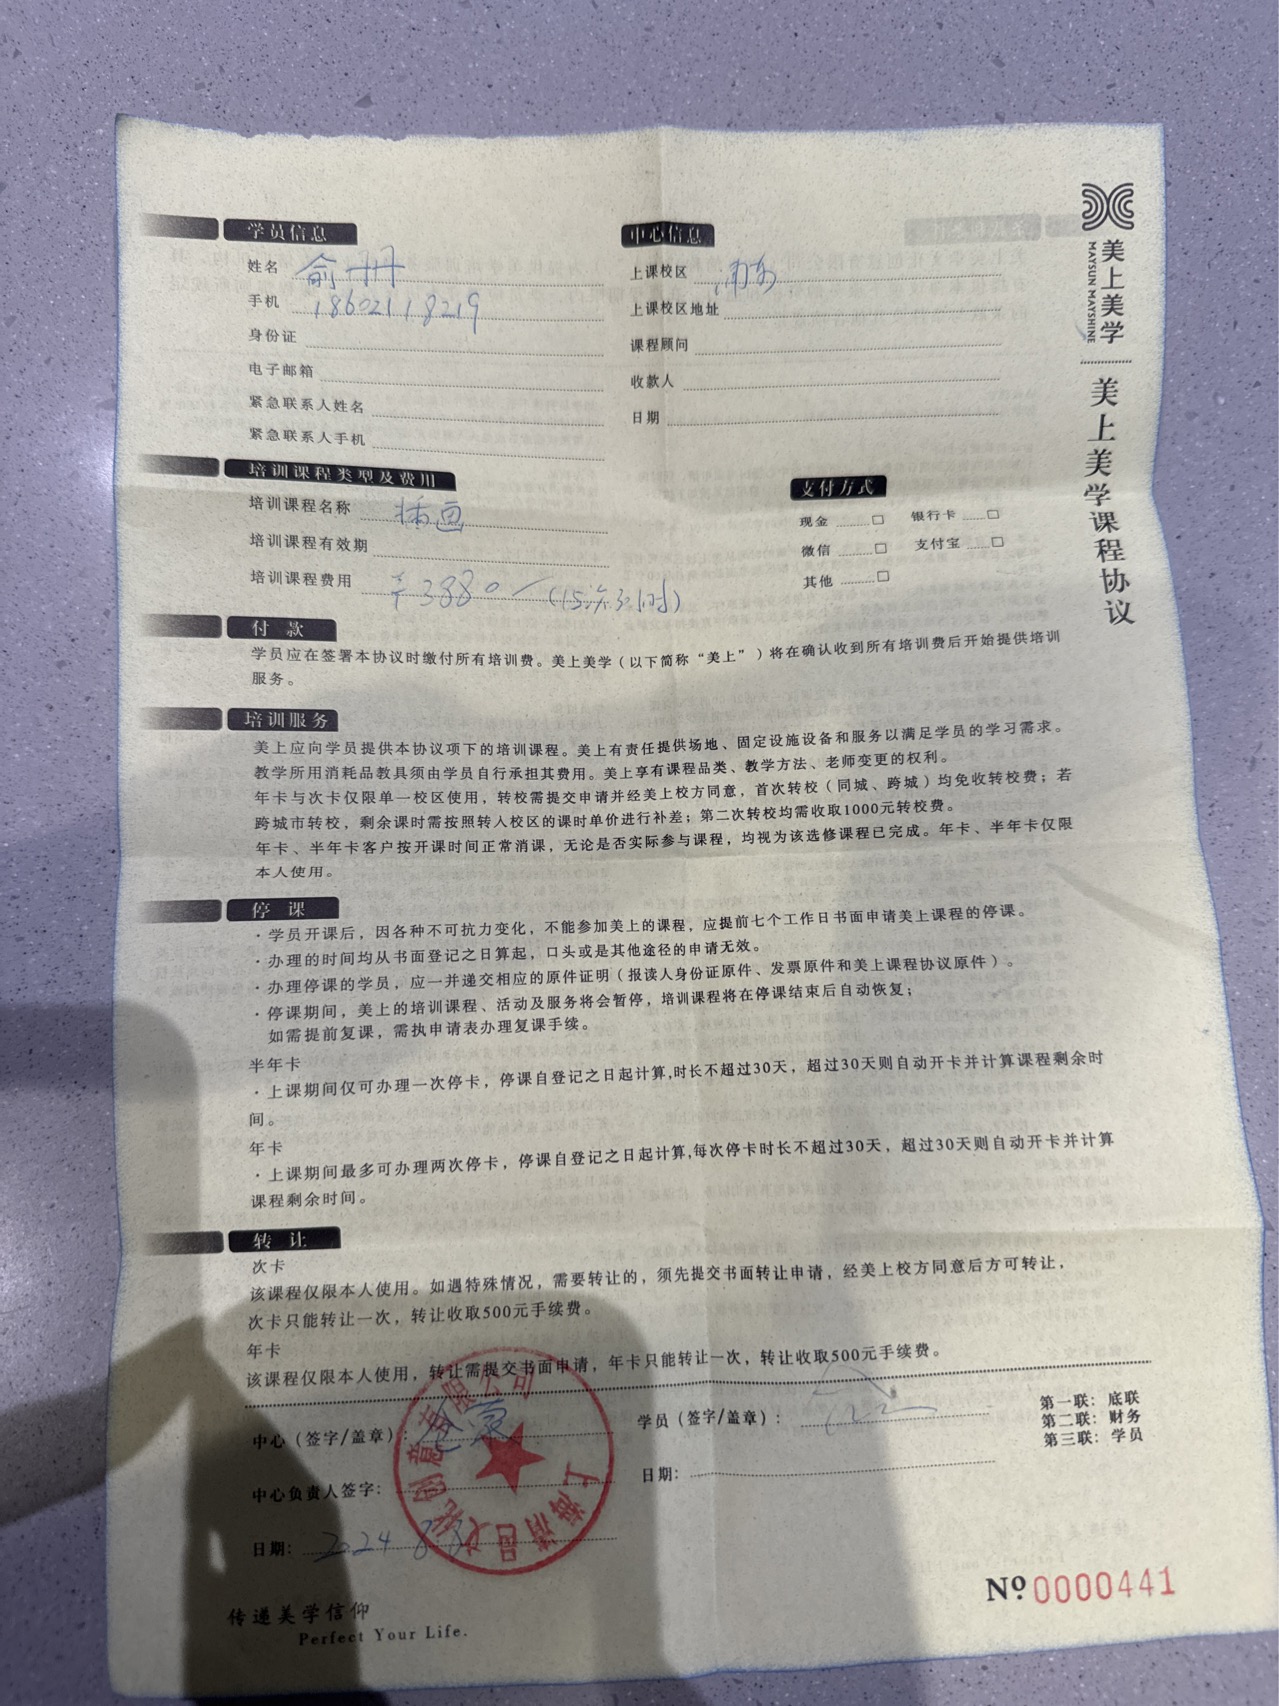 美上美学
MAYSUN MAYSHINE
美上美学课程协议
学员信息
姓名 俞丹丹
手机 18602118219
身份证
电子邮箱
紧急联系人姓名
紧急联系人手机
中心信息
上课校区 浦东
上课校区地址
课程顾问
收款人
日期
培训课程类型及费用
培训课程名称 插画
培训课程有效期
培训课程费用 ¥3880 (15次课时)
支付方式
现金 □ 银行卡 □
微信 □ 支付宝 □
其他 □
付款
学员应在签署本协议时缴付所有培训费。美上美学（以下简称“美上”）将在确认收到所有培训费后开始提供培训
服务。
培训服务
美上应向学员提供本协议项下的培训课程。美上有责任提供场地、固定设施设备和服务以满足学员的学习需求。
教学所用消耗品教具须由学员自行承担其费用。美上享有课程品类、教学方法、老师变更的权利。
年卡与次卡仅限单一校区使用，转校需提交申请并经美上校方同意，首次转校（同城、跨城）均免收转校费；若
跨城市转校，剩余课时需按照转入校区的课时单价进行补差；第二次转校均需收取1000元转校费。
年卡、半年卡客户按开课时间正常消课，无论是否实际参与课程，均视为该选修课程已完成。年卡、半年卡仅限
本人使用。
停课
·学员开课后，因各种不可抗力变化，不能参加美上的课程，应提前七个工作日书面申请美上课程的停课。
·办理的时间均从书面登记之日算起，口头或是其他途径的申请无效。
·办理停课的学员，应一并递交相应的原件证明（报读人身份证原件、发票原件和美上课程协议原件）。
·停课期间，美上的培训课程、活动及服务将会暂停，培训课程将在停课结束后自动恢复；
如需提前复课，需执申请表办理复课手续。
半年卡
·上课期间仅可办理一次停卡，停课自登记之日起计算,时长不超过30天，超过30天则自动开卡并计算课程剩余时
间。
年卡
·上课期间最多可办理两次停卡，停课自登记之日起计算,每次停卡时长不超过30天，超过30天则自动开卡并计算
课程剩余时间。
转让
次卡
该课程仅限本人使用。如遇特殊情况，需要转让的，须先提交书面转让申请，经美上校方同意后方可转让，
次卡只能转让一次，转让收取500元手续费。
年卡
该课程仅限本人使用，转让需提交书面申请，年卡只能转让一次，转让收取500元手续费。
中心（签字/盖章）：
中心负责人签字：
日期： 2024 8
学员（签字/盖章）：
日期：
第一联：底联
第二联：财务
第三联：学员
传递美学信仰
Perfect Your Life.
No 0000441